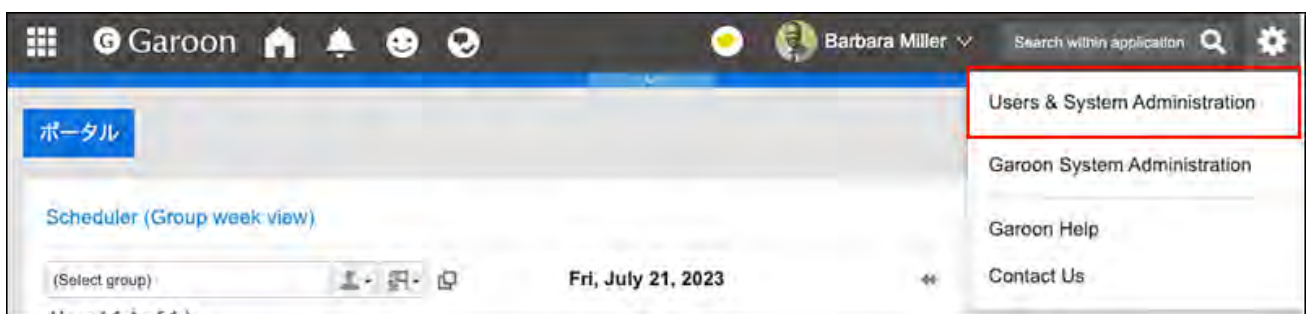 Garoon
Barbara Miller
Search within application
Users & System Administration
ポータル
Garoon System Administration
Scheduler (Group week view)
Garoon Help
(Select group)
Fri, July 21, 2023
Contact Us